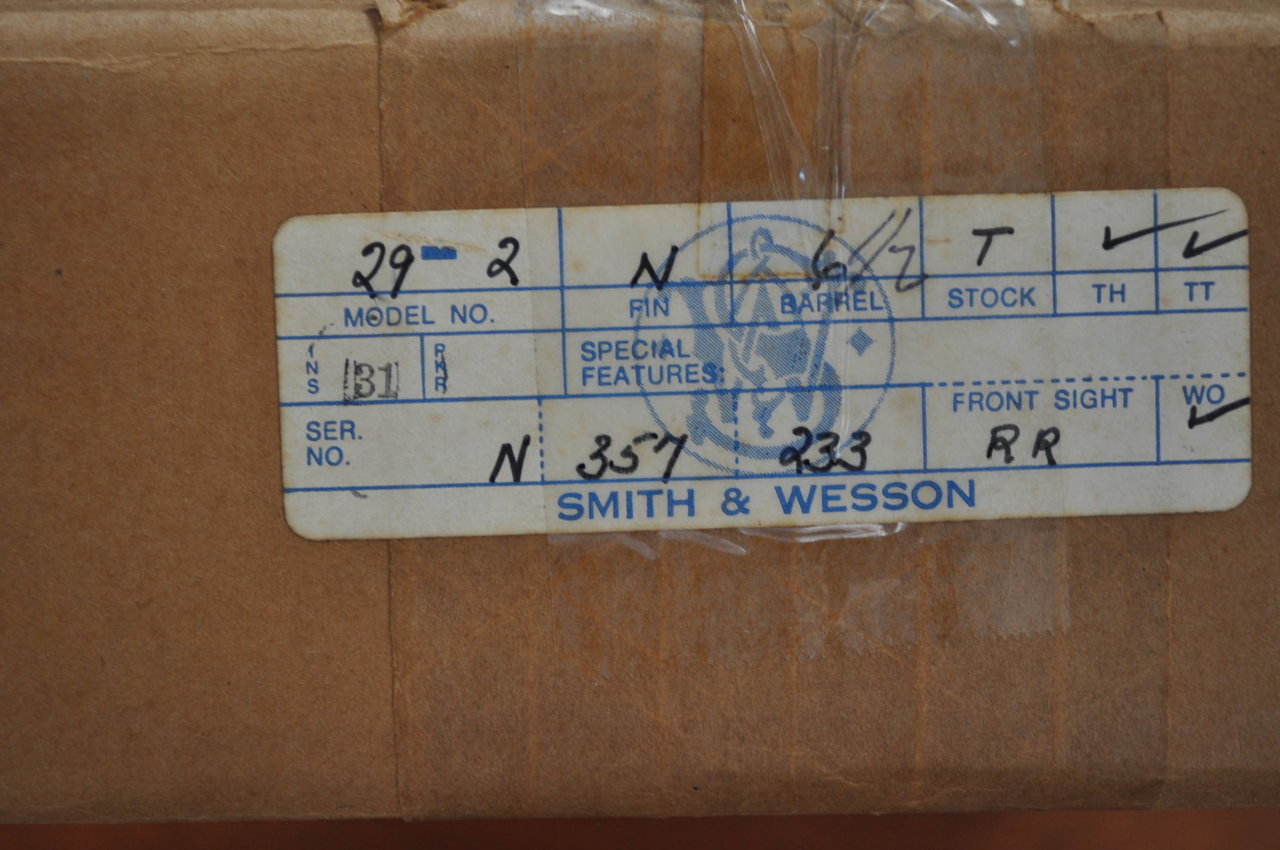 29 - 2 N 6 1/2 T ✓ ✓
MODEL NO. FIN BARREL STOCK TH TT
INS 31 PKR SPECIAL
FEATURES:
FRONT SIGHT WO
SER.
NO. N 357 233 RR ✓
SMITH & WESSON